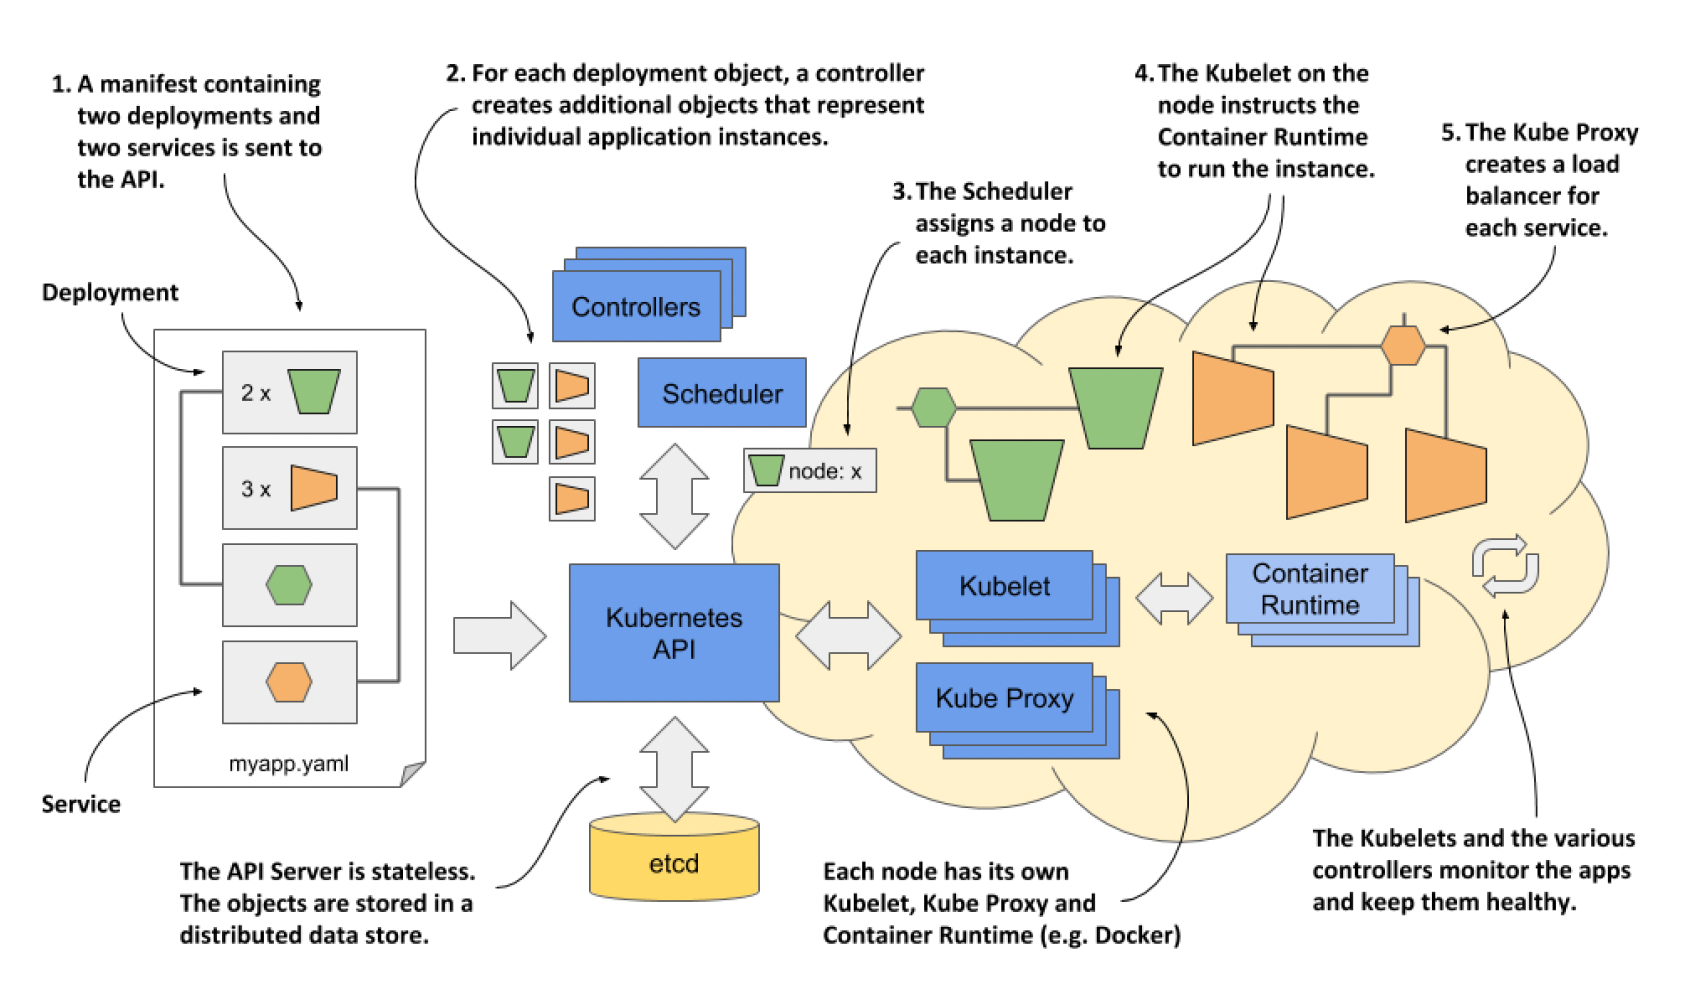 1. A manifest containing
two deployments and
two services is sent to
the API.
2. For each deployment object, a controller
creates additional objects that represent
individual application instances.
3. The Scheduler
assigns a node to
each instance.
4. The Kubelet on the
node instructs the
Container Runtime
to run the instance.
5. The Kube Proxy
creates a load
balancer for
each service.
Deployment
2 x
3 x
myapp.yaml
Service
Controllers
Scheduler
node: x
Kubernetes
API
Kubelet
Container
Runtime
Kube Proxy
etcd
The API Server is stateless.
The objects are stored in a
distributed data store.
Each node has its own
Kubelet, Kube Proxy and
Container Runtime (e.g. Docker)
The Kubelets and the various
controllers monitor the apps
and keep them healthy.